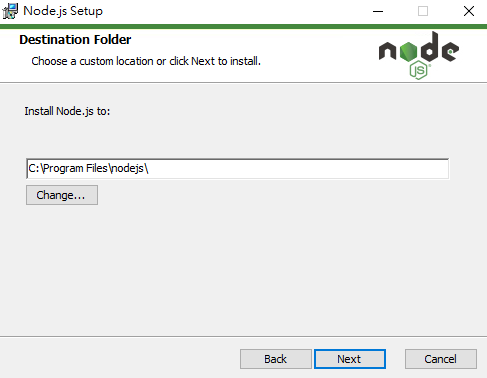 Node.js Setup
Destination Folder
Choose a custom location or click Next to install.
node
JS
Install Node.js to:
C:\Program Files\nodejs\
Change...
Back
Next
Cancel